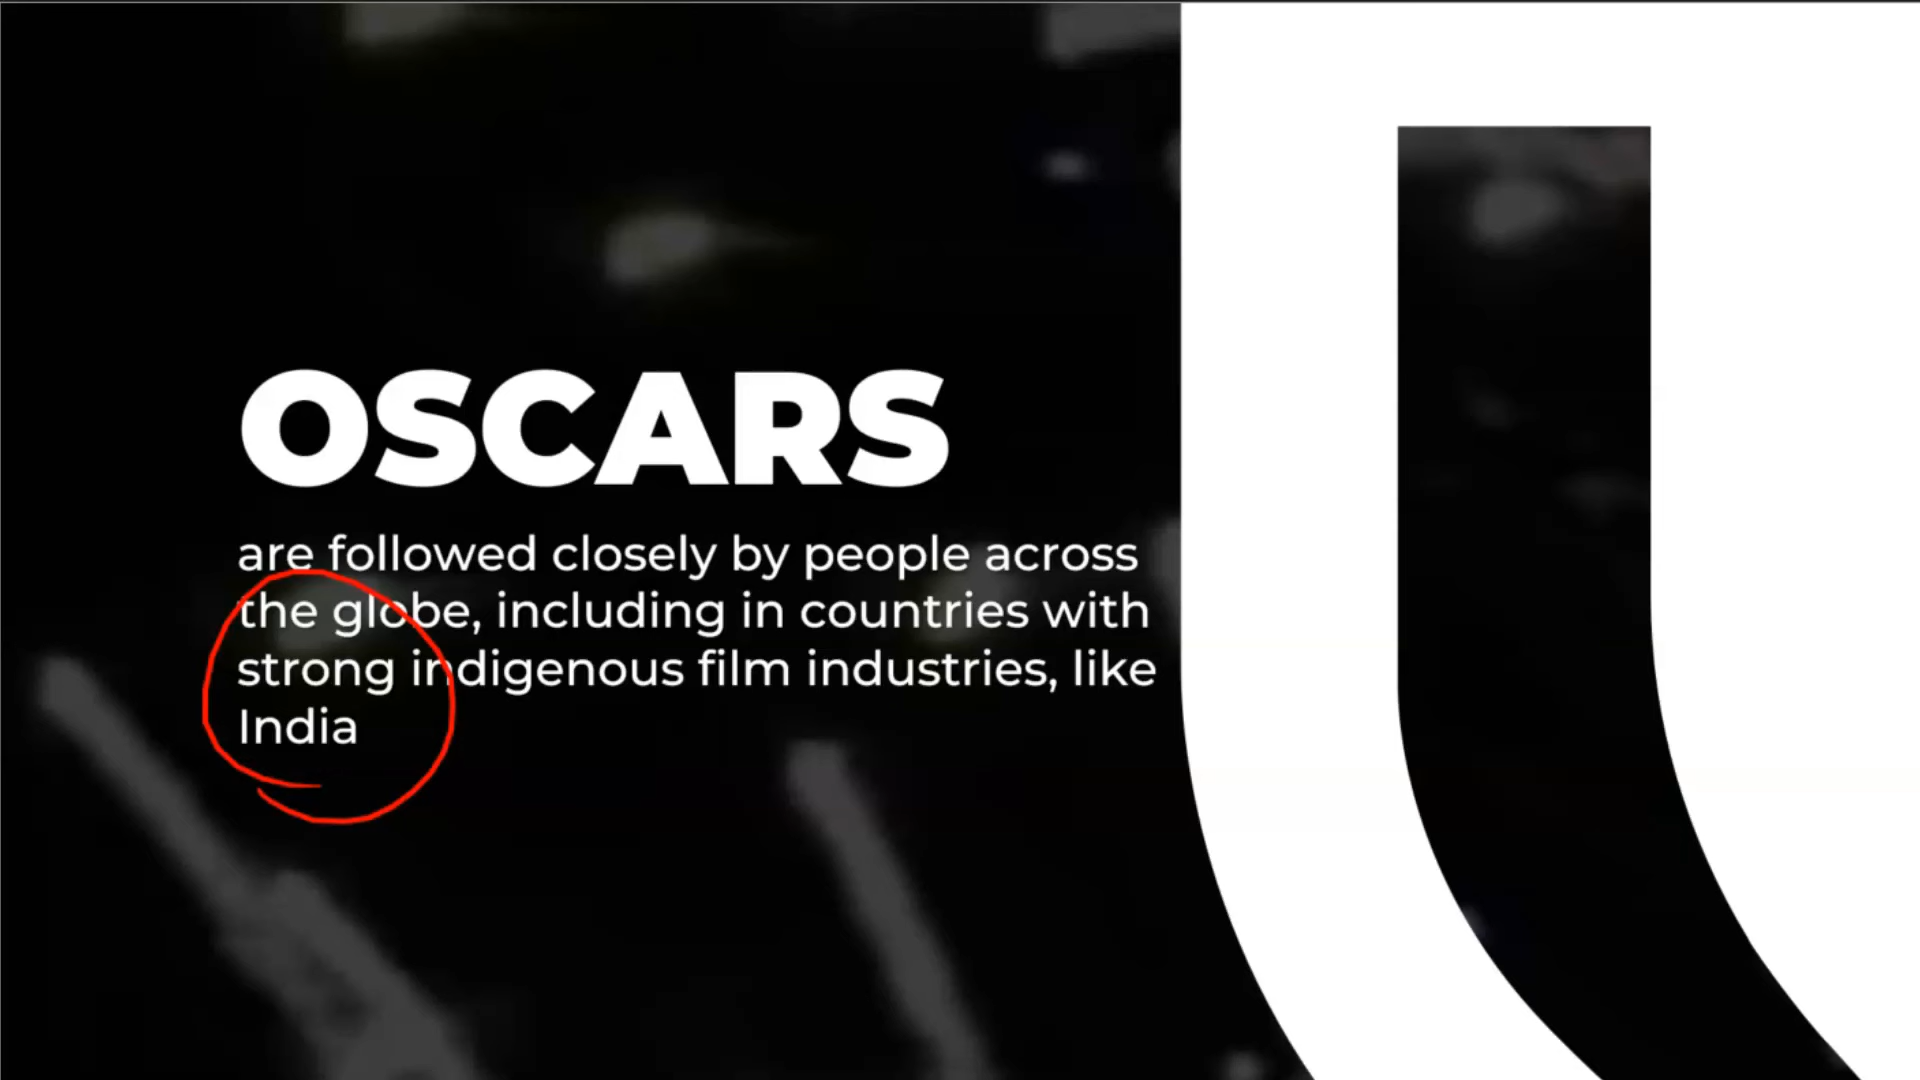 OSCARS
are followed closely by people across
the globe, including in countries with
strong indigenous film industries, like
India